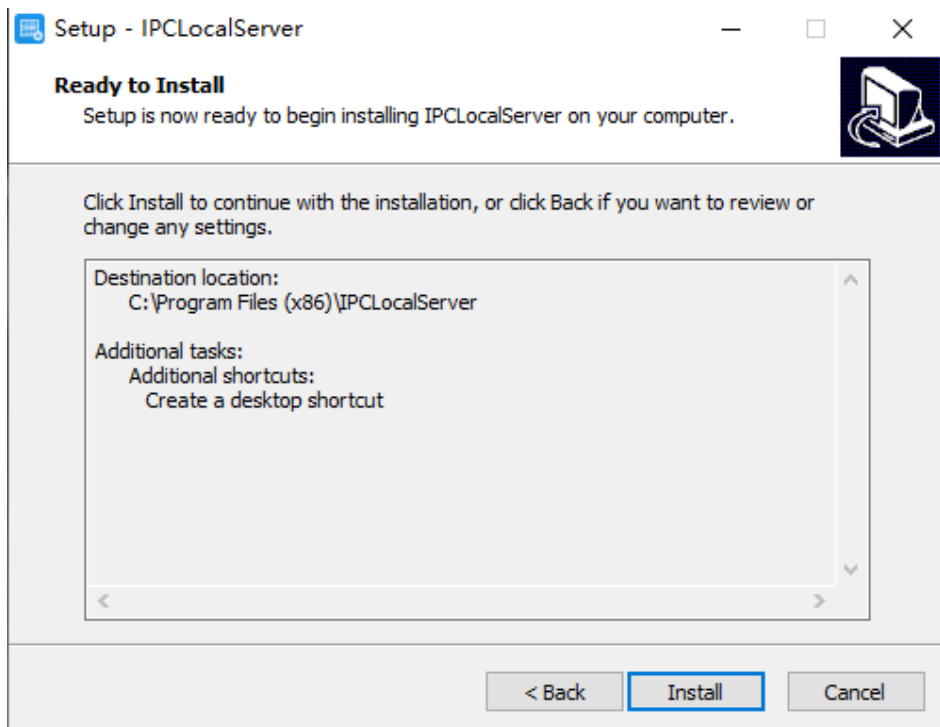 Setup - IPCLocalServer
Ready to Install
Setup is now ready to begin installing IPCLocalServer on your computer.
Click Install to continue with the installation, or click Back if you want to review or
change any settings.
Destination location:
C:\Program Files (x86)\IPCLocalServer
Additional tasks:
Additional shortcuts:
Create a desktop shortcut
< Back
Install
Cancel